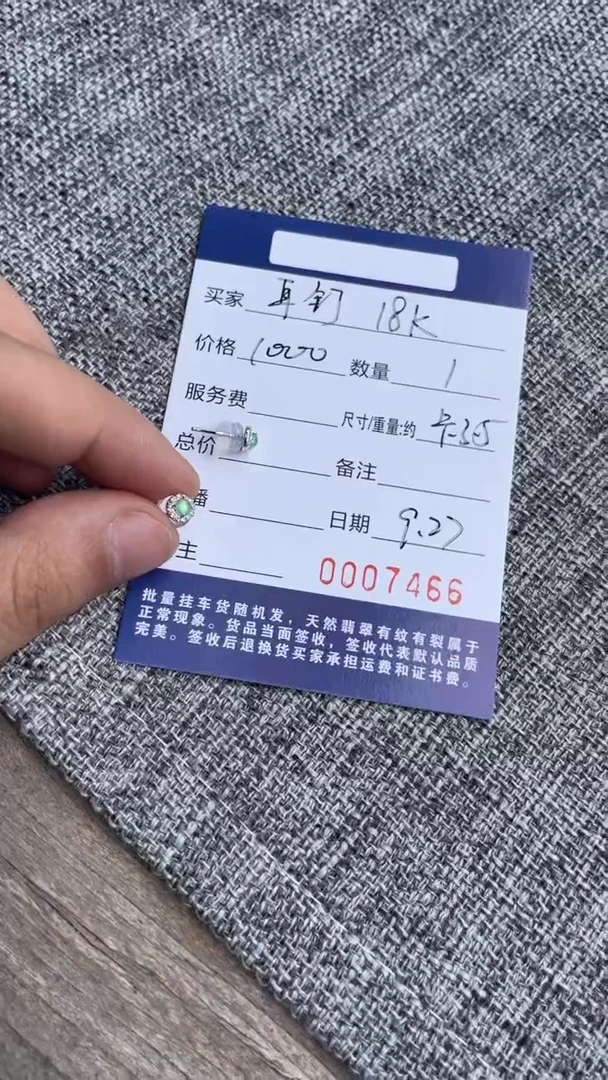 买家 耳钉 18K
价格 1000 数量 1
服务费 尺寸/重量:约
总价 备注
播 日期 9.27
主 0007466
批量挂车货随机发，天然翡翠有纹有裂属于
正常现象。货品当面签收，签收代表默认品质
完美。签收后退换货买家承担运费和证书费。